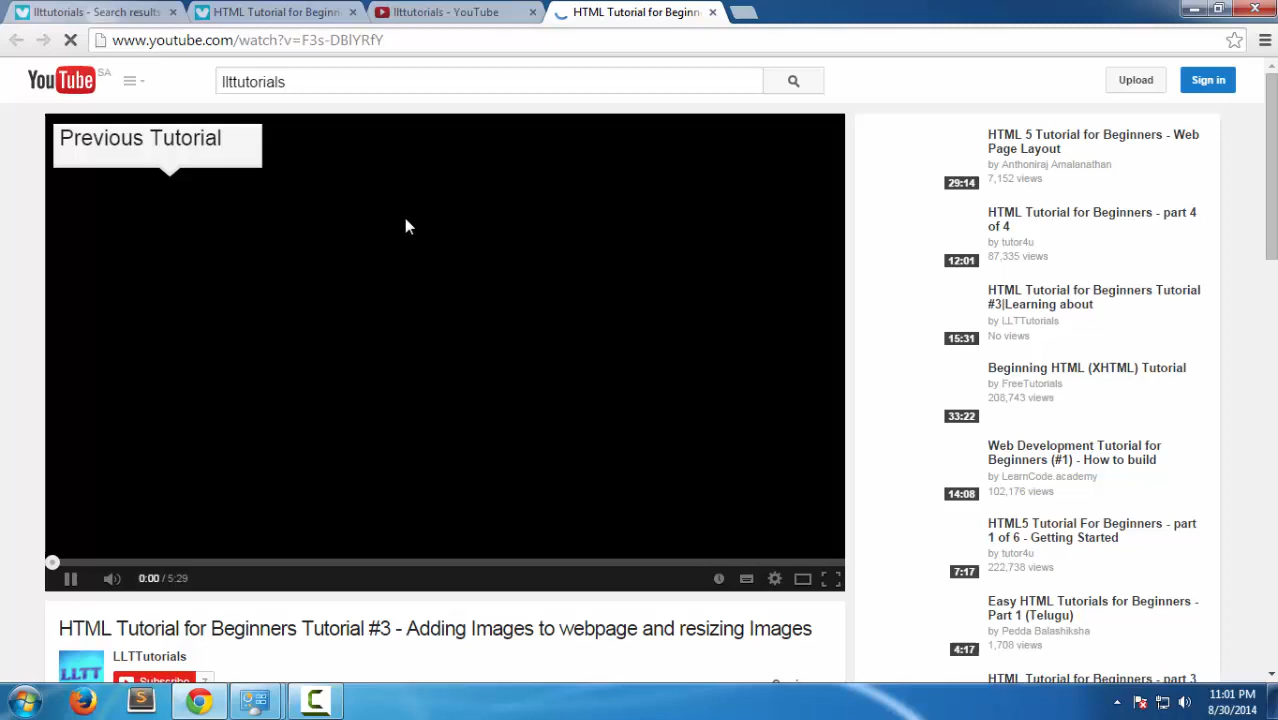 llttutorials - Search results
HTML Tutorial for Beginn
llttutorials - YouTube
HTML Tutorial for Beginn
www.youtube.com/watch?v=F3s-DBlYRfY
YouTube SA
llttutorials
Upload
Sign in
Previous Tutorial
0:00 / 5:29
HTML Tutorial for Beginners Tutorial #3 - Adding Images to webpage and resizing Images
LLTTutorials
LLTT
Subscribe
HTML 5 Tutorial for Beginners - Web
Page Layout
by Anthoniraj Amalanathan
7,152 views
29:14
HTML Tutorial for Beginners - part 4
of 4
by tutor4u
87,335 views
12:01
HTML Tutorial for Beginners Tutorial
#3|Learning about
by LLTTutorials
No views
15:31
Beginning HTML (XHTML) Tutorial
by FreeTutorials
208,743 views
33:22
Web Development Tutorial for
Beginners (#1) - How to build
by LearnCode.academy
102,176 views
14:08
HTML5 Tutorial For Beginners - part
1 of 6 - Getting Started
by tutor4u
222,738 views
7:17
Easy HTML Tutorials for Beginners -
Part 1 (Telugu)
by Pedda Balashiksha
1,708 views
4:17
HTML Tutorial for Beginners - part 3
11:01 PM
8/30/2014